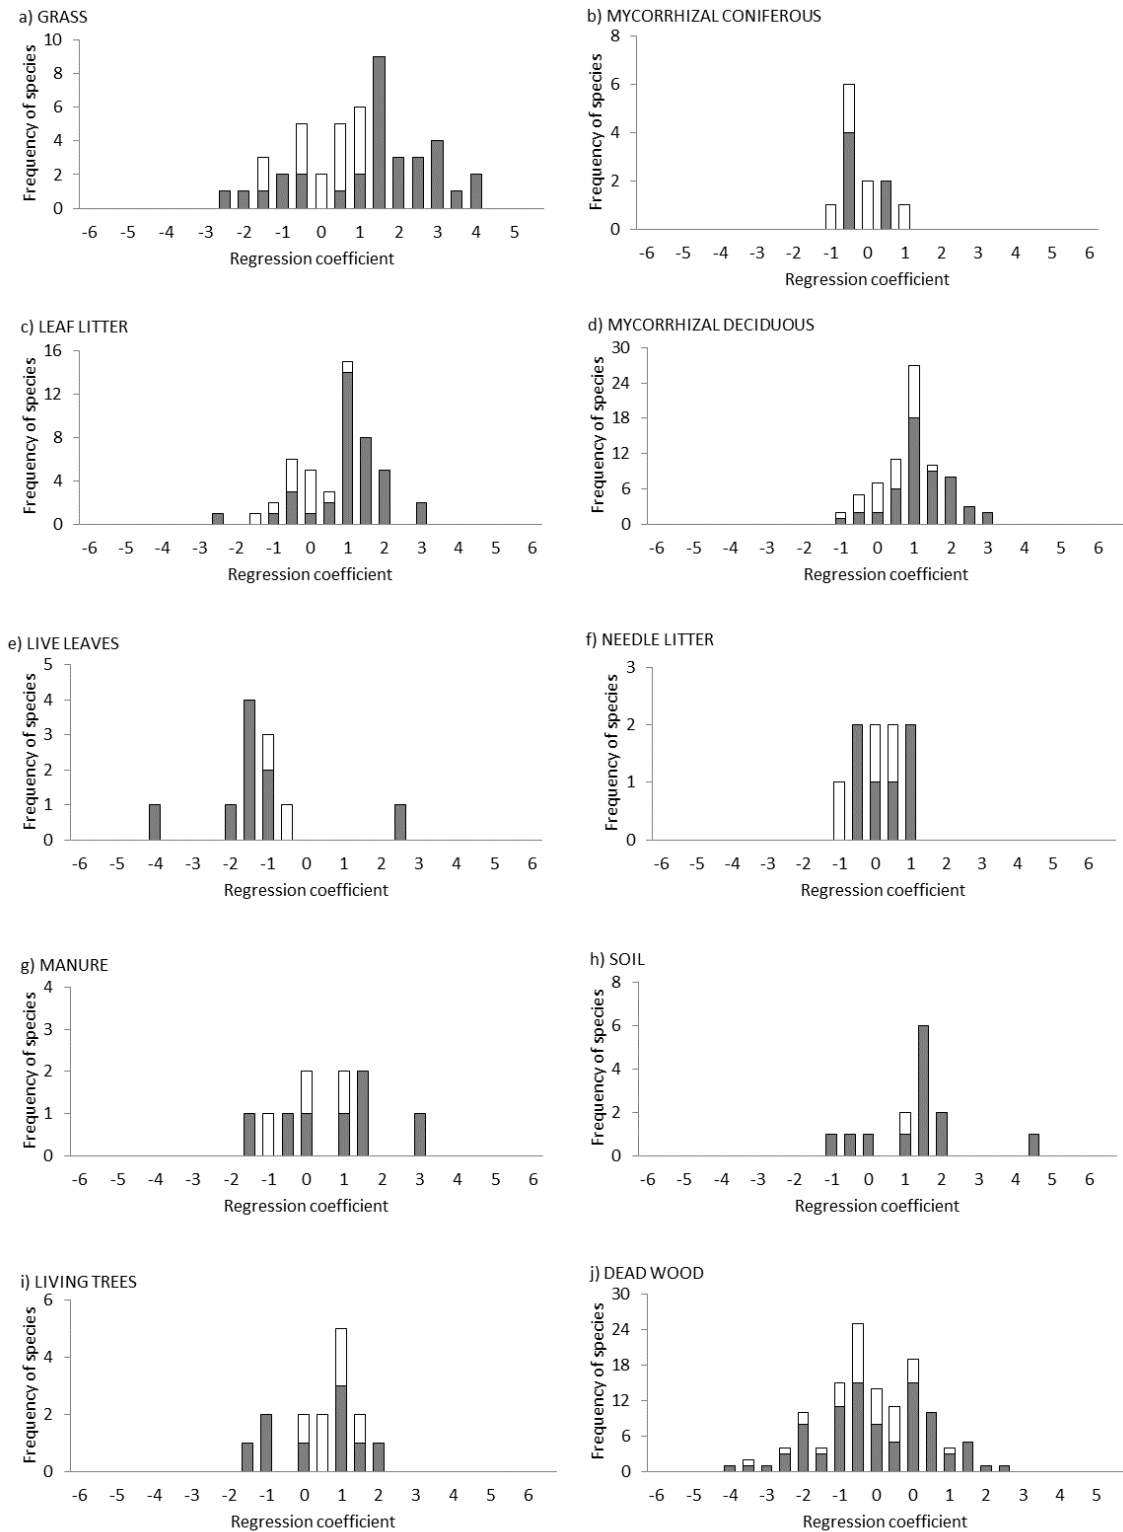 a) GRASS
Frequency of species
10
8
6
4
2
0
-6 -5 -4 -3 -2 -1 0 1 2 3 4 5
Regression coefficient
b) MYCORRHIZAL CONIFEROUS
Frequency of species
8
6
4
2
0
-6 -5 -4 -3 -2 -1 0 1 2 3 4 5 6
Regression coefficient
c) LEAF LITTER
Frequency of species
16
12
8
4
0
-6 -5 -4 -3 -2 -1 0 1 2 3 4 5 6
Regression coefficient
d) MYCORRHIZAL DECIDUOUS
Frequency of species
30
24
18
12
6
0
-6 -5 -4 -3 -2 -1 0 1 2 3 4 5 6
Regression coefficient
e) LIVE LEAVES
Frequency of species
5
4
3
2
1
0
-6 -5 -4 -3 -2 -1 0 1 2 3 4 5 6
Regression coefficient
f) NEEDLE LITTER
Frequency of species
3
2
1
0
-6 -5 -4 -3 -2 -1 0 1 2 3 4 5 6
Regression coefficient
g) MANURE
Frequency of species
4
3
2
1
0
-6 -5 -4 -3 -2 -1 0 1 2 3 4 5 6
Regression coefficient
h) SOIL
Frequency of species
8
6
4
2
0
-6 -5 -4 -3 -2 -1 0 1 2 3 4 5 6
Regression coefficient
i) LIVING TREES
Frequency of species
6
4
2
0
-6 -5 -4 -3 -2 -1 0 1 2 3 4 5 6
Regression coefficient
j) DEAD WOOD
Frequency of species
30
24
18
12
6
0
-6 -5 -4 -3 -2 -1 0 0 1 2 3 4 5
Regression coefficient